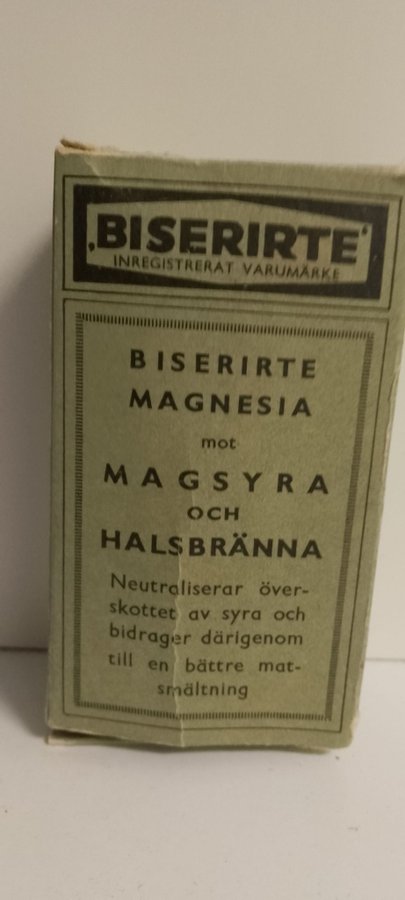 ‚BISERIRTE‘
INREGISTRERAT VARUMÄRKE
BISERIRTE
MAGNESIA
mot
MAGSYRA
OCH
HALSBRÄNNA
Neutraliserar över-
skottet av syra och
bidrager därigenom
till en bättre mat-
smältning